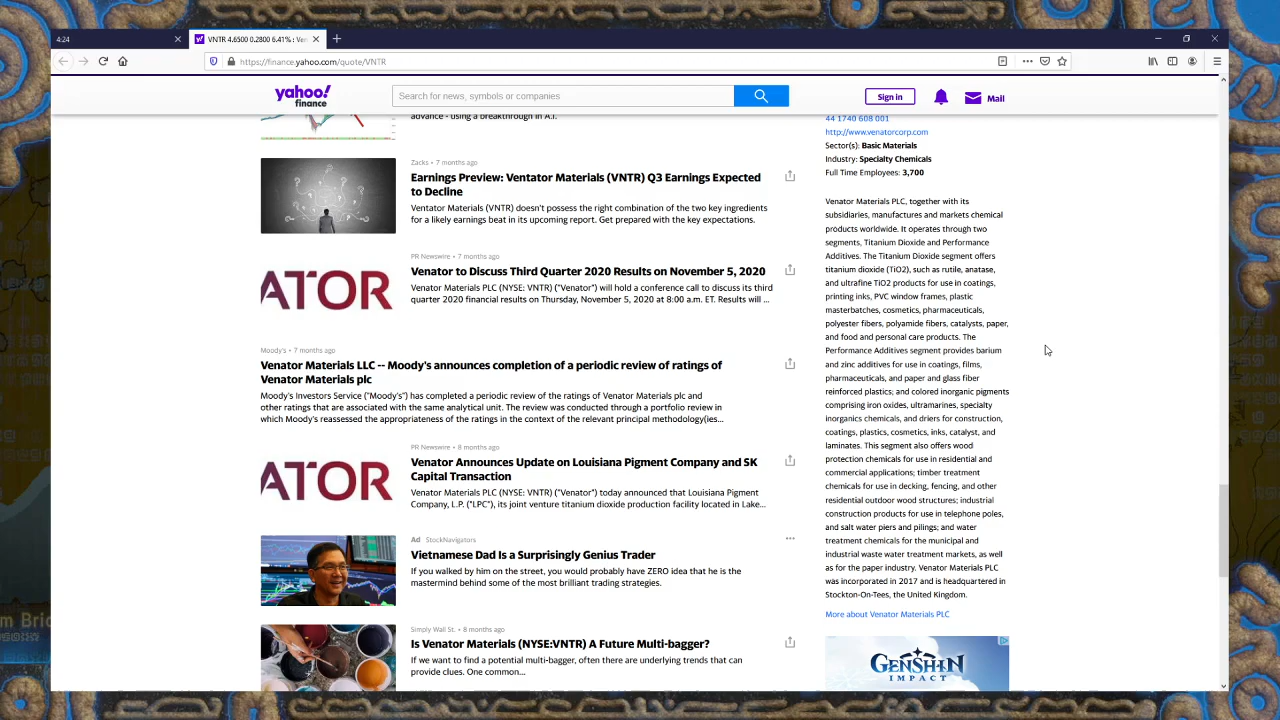 4:24
VNTR 4.6500 0.2800 6.41% : Ven
https://finance.yahoo.com/quote/VNTR
yahoo!
finance
Search for news, symbols or companies
Sign in
Mail
advance - using a breakthrough in A.I.
Zacks • 7 months ago
Earnings Preview: Ventator Materials (VNTR) Q3 Earnings Expected
to Decline
Ventator Materials (VNTR) doesn't possess the right combination of the two key ingredients
for a likely earnings beat in its upcoming report. Get prepared with the key expectations.
ATOR
PR Newswire • 7 months ago
Venator to Discuss Third Quarter 2020 Results on November 5, 2020
Venator Materials PLC (NYSE: VNTR) ("Venator") will hold a conference call to discuss its third
quarter 2020 financial results on Thursday, November 5, 2020 at 8:00 a.m. ET. Results will ...
Moody's • 7 months ago
Venator Materials LLC -- Moody's announces completion of a periodic review of ratings of
Venator Materials plc
Moody's Investors Service ("Moody's") has completed a periodic review of the ratings of Venator Materials plc and
other ratings that are associated with the same analytical unit. The review was conducted through a portfolio review in
which Moody's reassessed the appropriateness of the ratings in the context of the relevant principal methodology(ies...
ATOR
PR Newswire • 8 months ago
Venator Announces Update on Louisiana Pigment Company and SK
Capital Transaction
Venator Materials PLC (NYSE: VNTR) ("Venator") today announced that Louisiana Pigment
Company, L.P. ("LPC"), its joint venture titanium dioxide production facility located in Lake...
Ad StockNavigators
Vietnamese Dad Is a Surprisingly Genius Trader
If you walked by him on the street, you would probably have ZERO idea that he is the
mastermind behind some of the most brilliant trading strategies.
Simply Wall St. • 8 months ago
Is Venator Materials (NYSE:VNTR) A Future Multi-bagger?
If we want to find a potential multi-bagger, often there are underlying trends that can
provide clues. One common...
44 1740 608 001
http://www.venatorcorp.com
Sector(s): Basic Materials
Industry: Specialty Chemicals
Full Time Employees: 3,700
Venator Materials PLC, together with its
subsidiaries, manufactures and markets chemical
products worldwide. It operates through two
segments, Titanium Dioxide and Performance
Additives. The Titanium Dioxide segment offers
titanium dioxide (TiO2), such as rutile, anatase,
and ultrafine TiO2 products for use in coatings,
printing inks, PVC window frames, plastic
masterbatches, cosmetics, pharmaceuticals,
polyester fibers, polyamide fibers, catalysts, paper,
and food and personal care products. The
Performance Additives segment provides barium
and zinc additives for use in coatings, films,
pharmaceuticals, and paper and glass fiber
reinforced plastics; and colored inorganic pigments
comprising iron oxides, ultramarines, specialty
inorganics chemicals, and driers for construction,
coatings, plastics, cosmetics, inks, catalyst, and
laminates. This segment also offers wood
protection chemicals for use in residential and
commercial applications; timber treatment
chemicals for use in decking, fencing, and other
residential outdoor wood structures; industrial
construction products for use in telephone poles,
and salt water piers and pilings; and water
treatment chemicals for the municipal and
industrial waste water treatment markets, as well
as for the paper industry. Venator Materials PLC
was incorporated in 2017 and is headquartered in
Stockton-On-Tees, the United Kingdom.
More about Venator Materials PLC
GENSHIN
IMPACT